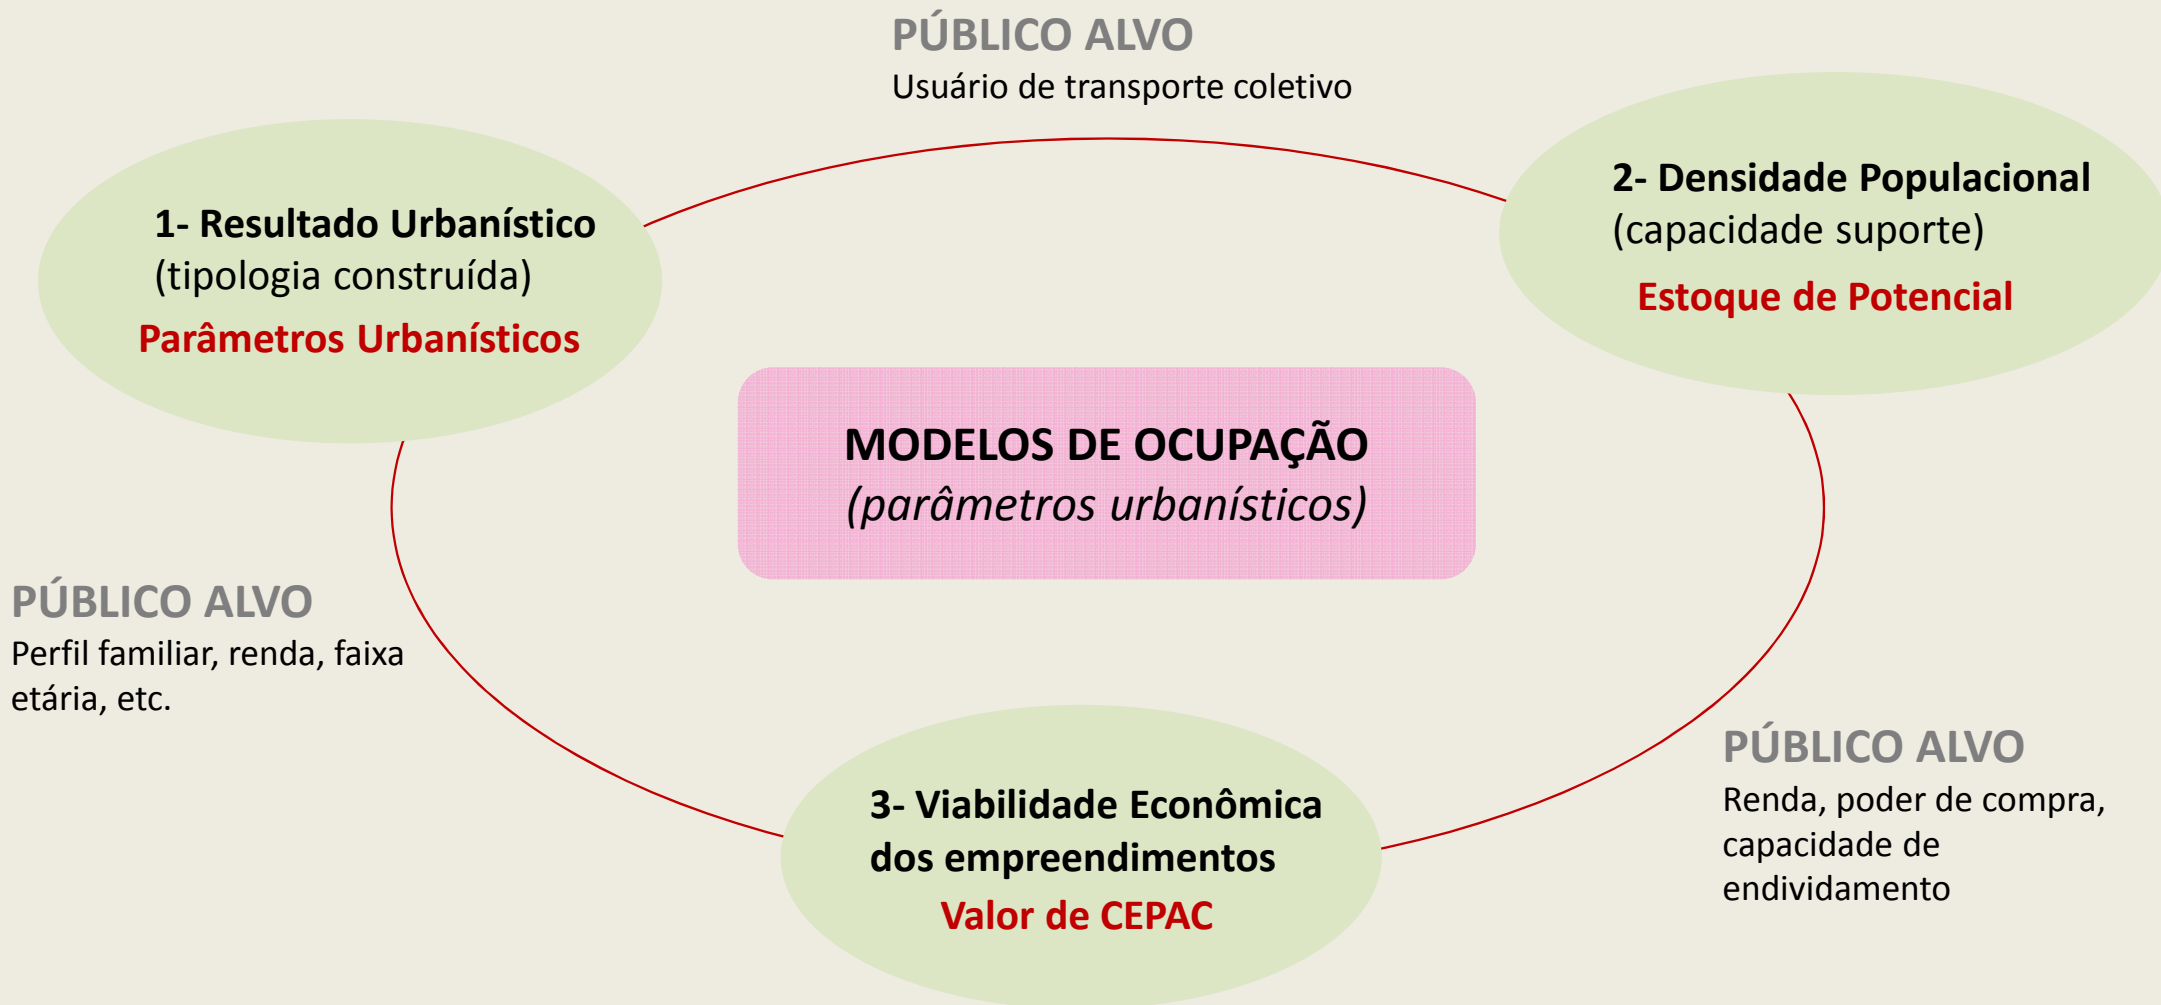 PÚBLICO ALVO
Usuário de transporte coletivo
1- Resultado Urbanístico
(tipologia construída)
Parâmetros Urbanísticos
2- Densidade Populacional
(capacidade suporte)
Estoque de Potencial
MODELOS DE OCUPAÇÃO
(parâmetros urbanísticos)
PÚBLICO ALVO
Perfil familiar, renda, faixa
etária, etc.
3- Viabilidade Econômica
dos empreendimentos
Valor de CEPAC
PÚBLICO ALVO
Renda, poder de compra,
capacidade de
endividamento